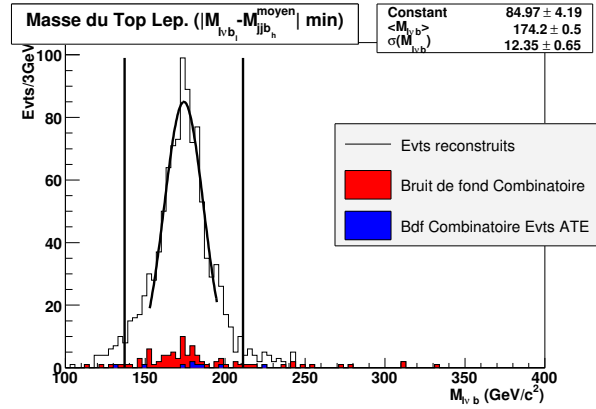 Masse du Top Lep. (|M_{lνb_l}-M_{jjb_h}^{moyen}| min)
Constant 84.97 ± 4.19
<M_{lνb}> 174.2 ± 0.5
σ(M_{lνb}) 12.35 ± 0.65
Evts/3GeV
100
80
60
40
20
0
Evts reconstruits
Bruit de fond Combinatoire
Bdf Combinatoire Evts ATE
100 150 200 250 300 350 400
M_{lνb} (GeV/c²)